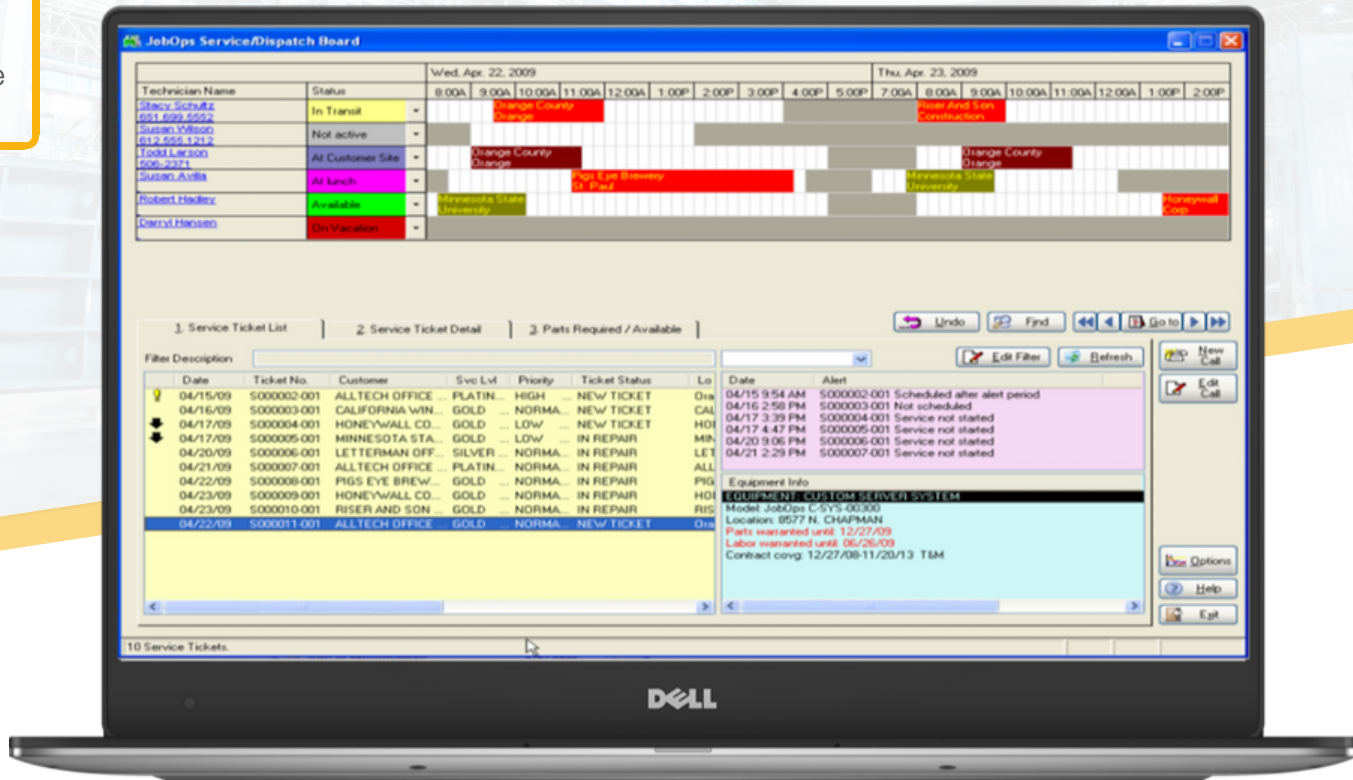 e
JobOps Service/Dispatch Board
Wed, Apr. 22, 2009 Thu, Apr. 23, 2009
Technician Name Status 8:00A 9:00A 10:00A 11:00A 12:00A 1:00P 2:00P 3:00P 4:00P 5:00P 7:00A 8:00A 9:00A 10:00A 11:00A 12:00A 1:00P 2:00P
Stacy Schultz
651.699.5552
In Transit
Orange County
Orange
Riser And Son
Construction
Susan Wilson
612.555.1212
Not active
Todd Larson
506-2371
At Customer Site
Orange County
Orange
Orange County
Orange
Susan Avilla
At lunch
Pigs Eye Brewery
St. Paul
Minnesota State
University
Robert Hadley
Available
Minnesota State
University
Honeywall
Corp
Darryl Hansen
On Vacation
1. Service Ticket List 2. Service Ticket Detail 3. Parts Required / Available
Undo Find Go to
Filter Description
Edit Filter Refresh
New Call
Edit Call
Date Ticket No. Customer Svc Lvl Priority Ticket Status Lo
04/15/09 S000002-001 ALLTECH OFFICE ... PLATIN... HIGH ... NEW TICKET Ora
04/16/09 S000003-001 CALIFORNIA WIN... GOLD ... NORMA... NEW TICKET CAL
04/17/09 S000004-001 HONEYWALL CO... GOLD ... LOW ... NEW TICKET HOI
04/17/09 S000005-001 MINNESOTA STA... GOLD ... LOW ... IN REPAIR MIN
04/20/09 S000006-001 LETTERMAN OFF... SILVER ... NORMA... IN REPAIR LET
04/21/09 S000007-001 ALLTECH OFFICE ... PLATIN... NORMA... IN REPAIR ALL
04/22/09 S000008-001 PIGS EYE BREW... GOLD ... NORMA... IN REPAIR PIG
04/23/09 S000009-001 HONEYWALL CO... GOLD ... NORMA... IN REPAIR HOI
04/23/09 S000010-001 RISER AND SON ... GOLD ... NORMA... IN REPAIR RIS
04/22/09 S000011-001 ALLTECH OFFICE ... GOLD ... NORMA... NEW TICKET Ora
Date Alert
04/15 9:54 AM S000002-001 Scheduled after alert period
04/16 2:58 PM S000003-001 Not scheduled
04/17 3:39 PM S000004-001 Service not started
04/17 4:47 PM S000005-001 Service not started
04/20 9:06 PM S000006-001 Service not started
04/21 2:29 PM S000007-001 Service not started
Equipment Info
EQUIPMENT: CUSTOM SERVER SYSTEM
Model: JobOps C-SYS-00300
Location: 8577 N. CHAPMAN
Parts warranted until: 12/27/09
Labor warranted until: 06/26/09
Contract covg: 12/27/08-11/20/13 T&M
Options
Help
Exit
10 Service Tickets.
DELL